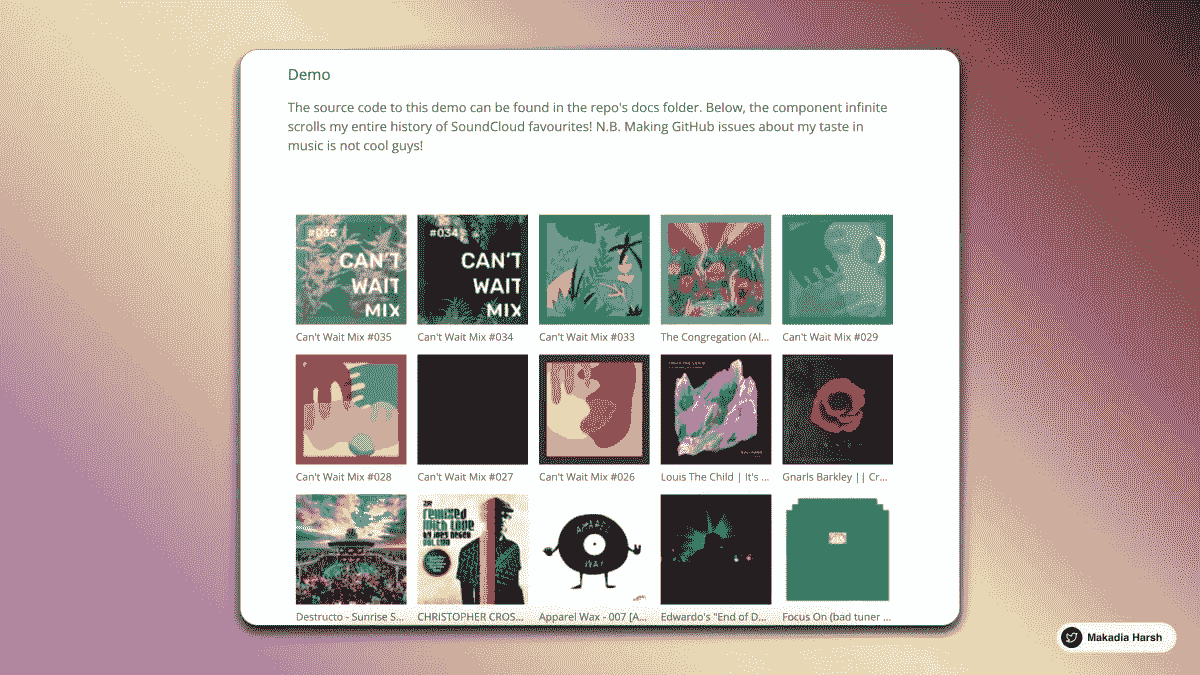 Demo
The source code to this demo can be found in the repo's docs folder. Below, the component infinite
scrolls my entire history of SoundCloud favourites! N.B. Making GitHub issues about my taste in
music is not cool guys!
#035
CAN'T
WAIT
MIX
#034
CAN'T
WAIT
MIX
Can't Wait Mix #035
Can't Wait Mix #034
Can't Wait Mix #033
The Congregation (Al...
Can't Wait Mix #029
Can't Wait Mix #028
Can't Wait Mix #027
Can't Wait Mix #026
Louis The Child | It's ...
Gnarls Barkley || Cr...
remixed
with love
by joey negro
APPAREL
WAX
Destructo - Sunrise S...
CHRISTOPHER CROS...
Apparel Wax - 007 [A...
Edwardo's "End of D...
Focus On (bad tuner ...
Makadia Harsh